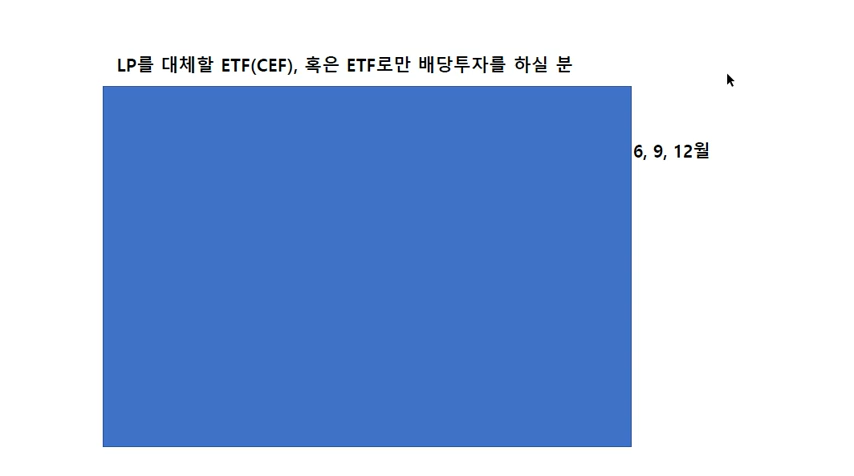 LP를 대체할 ETF(CEF), 혹은 ETF로만 배당투자를 하실 분
6, 9, 12월